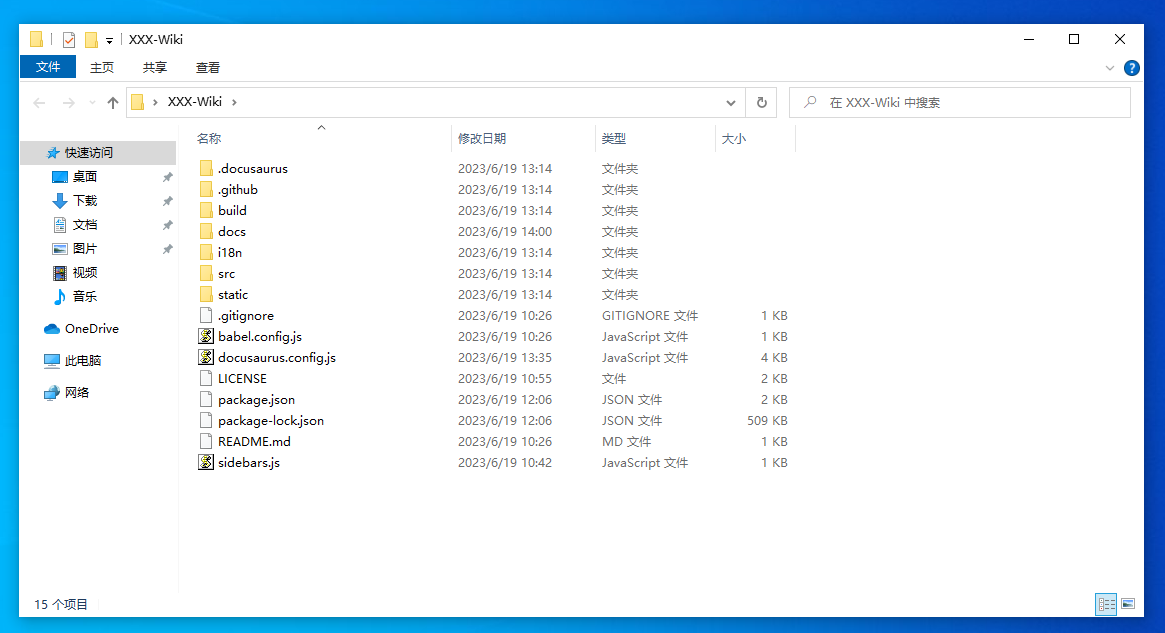 XXX-Wiki
文件 主页 共享 查看
XXX-Wiki 在 XXX-Wiki 中搜索
名称 修改日期 类型 大小
快速访问
桌面
下载
文档
图片
视频
音乐
OneDrive
此电脑
网络
.docusaurus 2023/6/19 13:14 文件夹
.github 2023/6/19 13:14 文件夹
build 2023/6/19 13:14 文件夹
docs 2023/6/19 14:00 文件夹
i18n 2023/6/19 13:14 文件夹
src 2023/6/19 13:14 文件夹
static 2023/6/19 13:14 文件夹
.gitignore 2023/6/19 10:26 GITIGNORE 文件 1 KB
babel.config.js 2023/6/19 10:26 JavaScript 文件 1 KB
docusaurus.config.js 2023/6/19 13:35 JavaScript 文件 4 KB
LICENSE 2023/6/19 10:55 文件 2 KB
package.json 2023/6/19 12:06 JSON 文件 2 KB
package-lock.json 2023/6/19 12:06 JSON 文件 509 KB
README.md 2023/6/19 10:26 MD 文件 1 KB
sidebars.js 2023/6/19 10:42 JavaScript 文件 1 KB
15 个项目